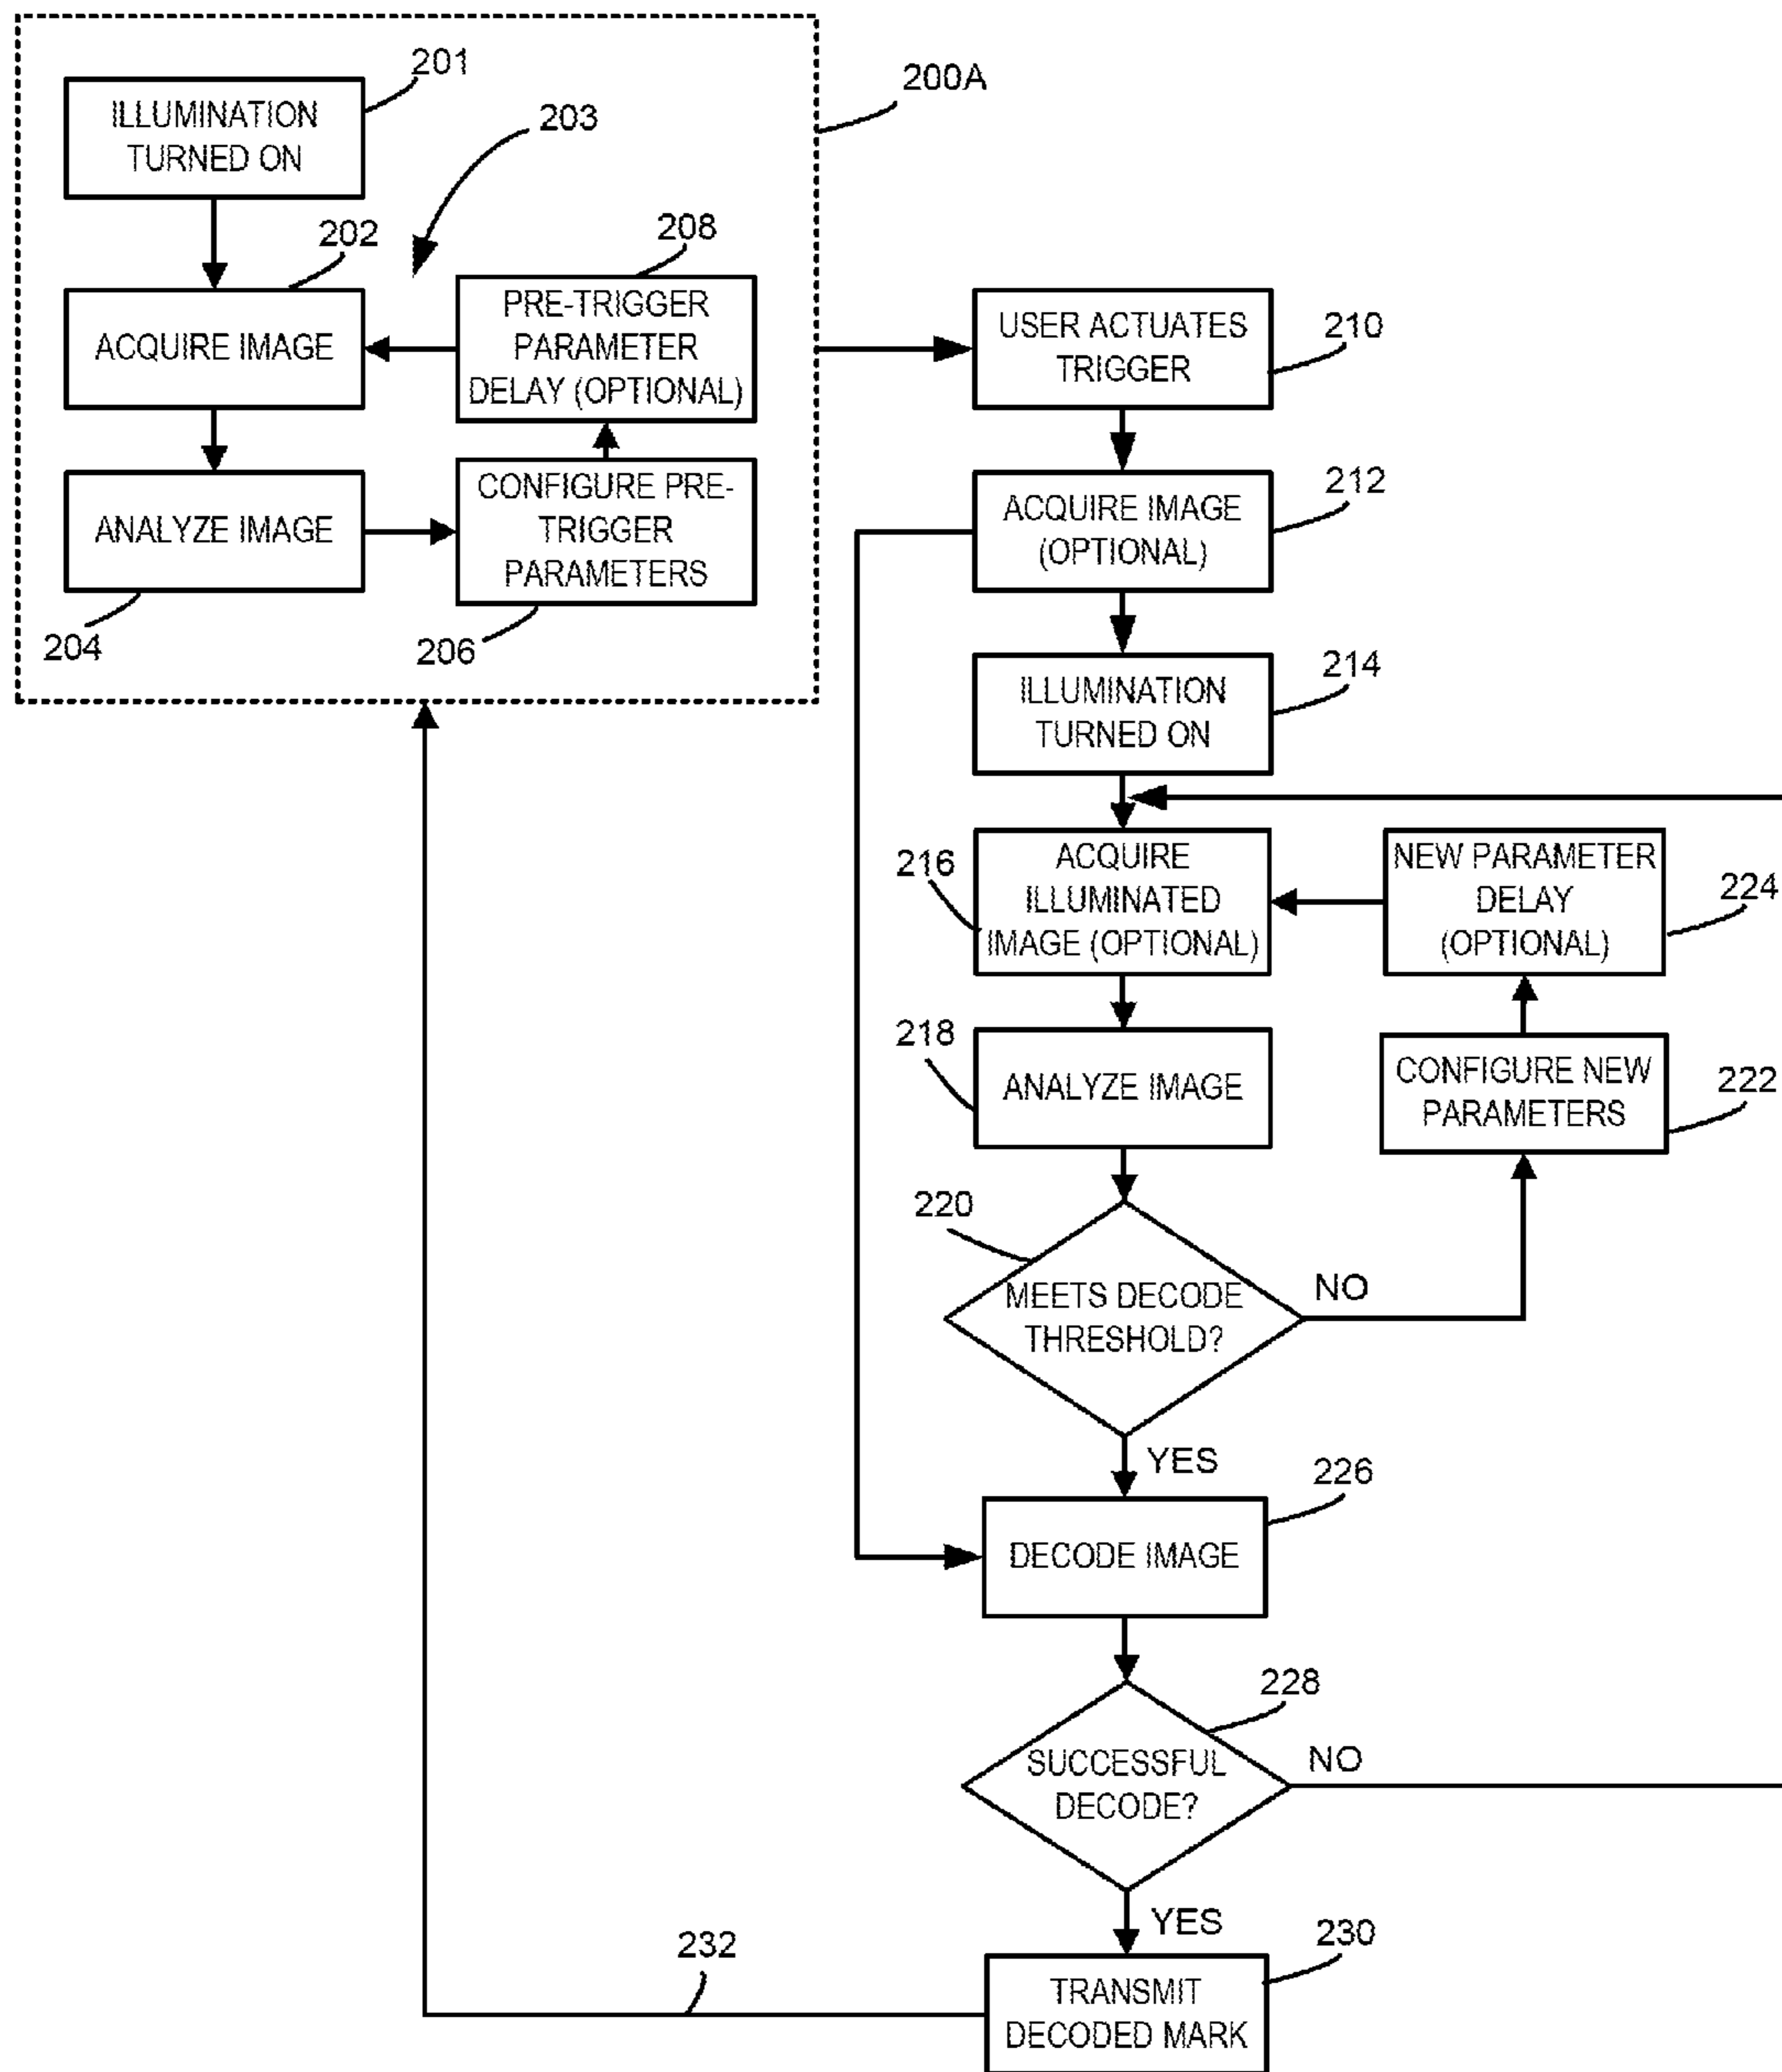 201
200A
ILLUMINATION
TURNED ON
203
202
208
ACQUIRE IMAGE
PRE-TRIGGER
PARAMETER
DELAY (OPTIONAL)
ANALYZE IMAGE
CONFIGURE PRE-
TRIGGER
PARAMETERS
204
206
USER ACTUATES
TRIGGER
210
ACQUIRE IMAGE
(OPTIONAL)
212
ILLUMINATION
TURNED ON
214
216
ACQUIRE
ILLUMINATED
IMAGE (OPTIONAL)
NEW PARAMETER
DELAY
(OPTIONAL)
224
218
ANALYZE IMAGE
CONFIGURE NEW
PARAMETERS
222
220
MEETS DECODE
THRESHOLD?
NO
YES
226
DECODE IMAGE
228
SUCCESSFUL
DECODE?
NO
YES
232
230
TRANSMIT
DECODED MARK